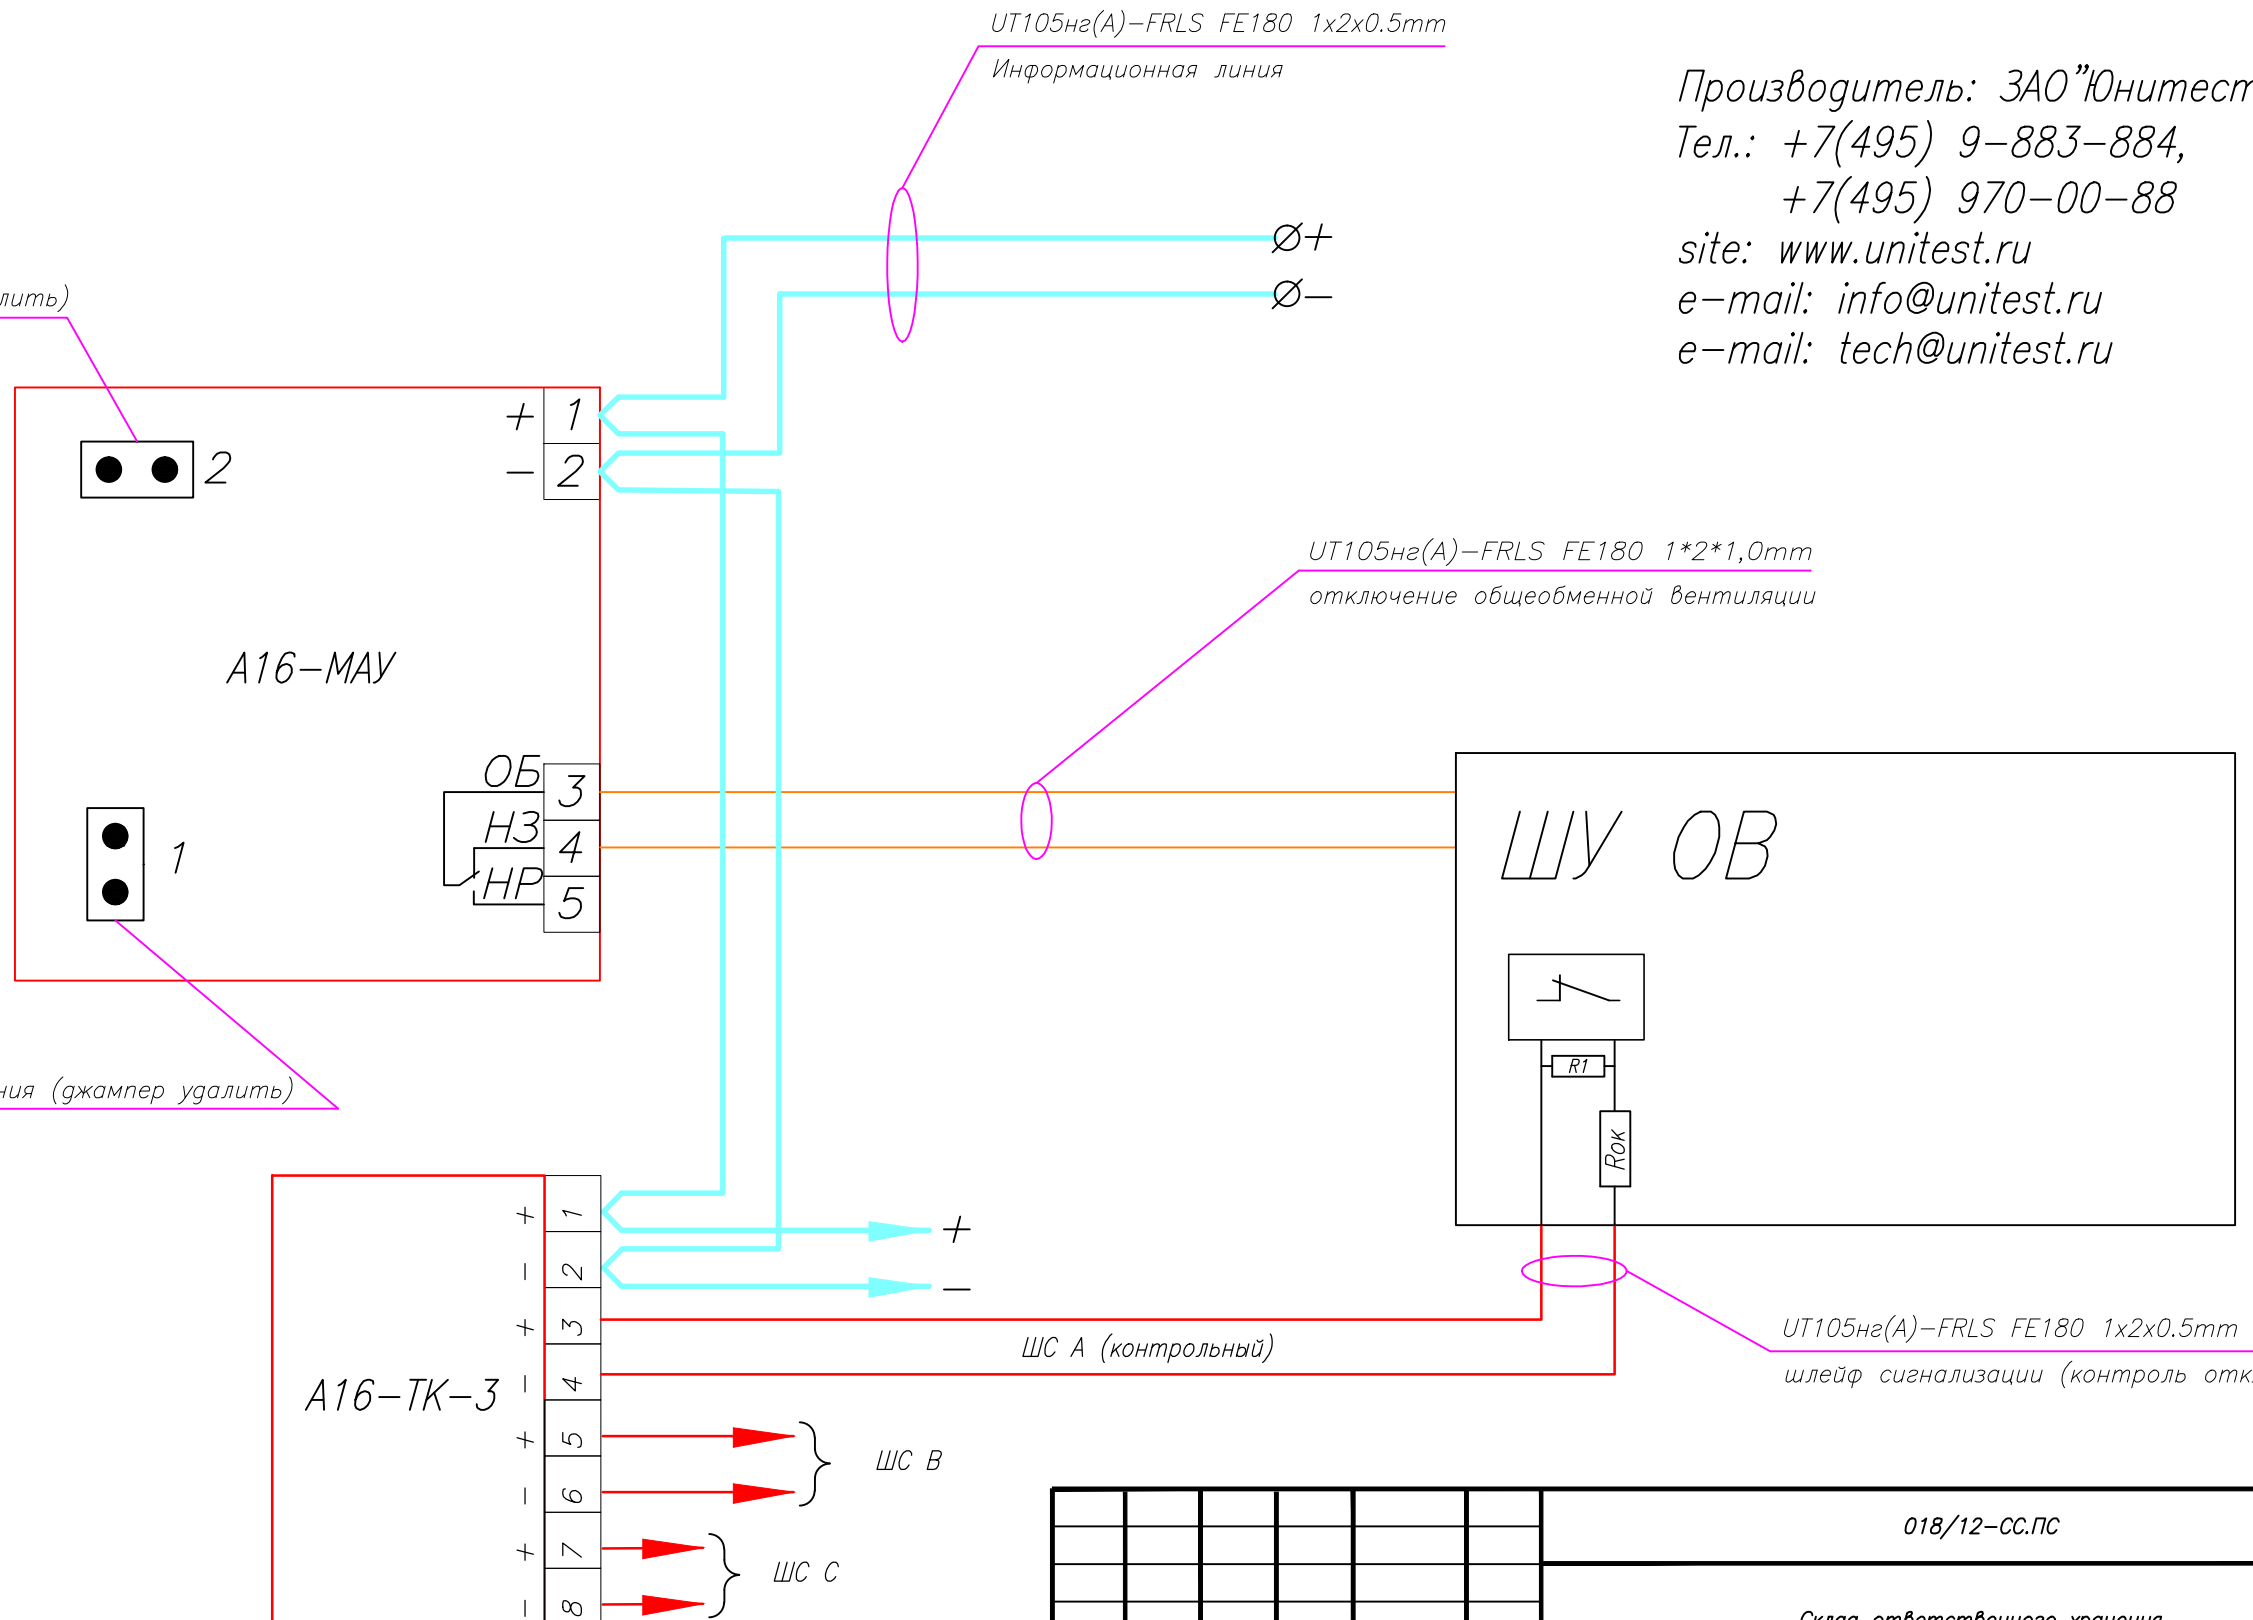 UT105нг(А)-FRLS FE180 1x2x0.5mm
Информационная линия
Производитель: ЗАО"Юнитест
Тел.: +7(495) 9-883-884,
+7(495) 970-00-88
site: www.unitest.ru
e-mail: info@unitest.ru
e-mail: tech@unitest.ru
+
-
+ 1
- 2
2
UT105нг(А)-FRLS FE180 1*2*1,0mm
отключение общеобменной вентиляции
А16-МАУ
ОБ 3
НЗ 4
НР 5
1
ШУ ОВ
R1
Rок
(джампер удалить)
А16-ТК-3
+ 1
- 2
+ 3
- 4
+ 5
- 6
+ 7
- 8
+
-
ШС А (контрольный)
ШС В
ШС С
UT105нг(А)-FRLS FE180 1x2x0.5mm
шлейф сигнализации (контроль
018/12-СС.ПС
Склад ответственного хранения